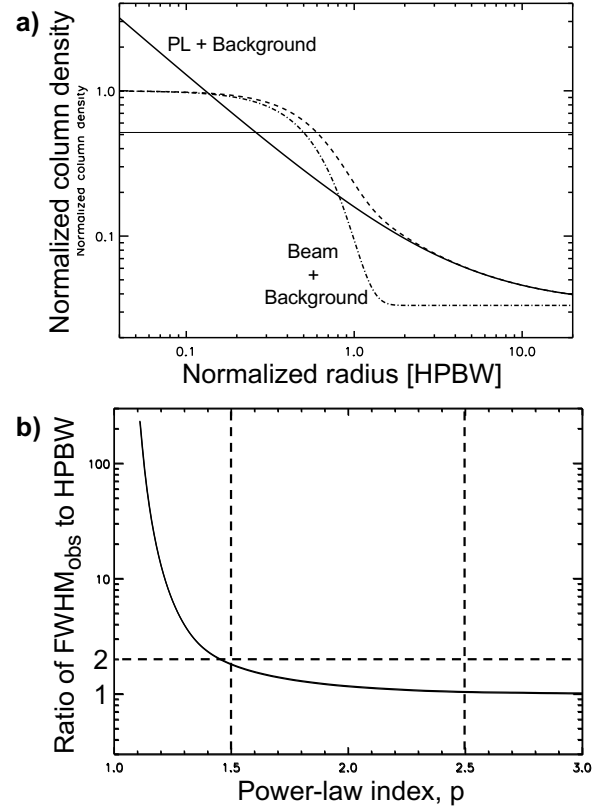 a)
PL + Background
Normalized column density
Normalized column density
1.0
0.1
Beam
+
Background
0.1 1.0 10.0
Normalized radius [HPBW]
b)
Ratio of FWHMobs to HPBW
100
10
2
1
1.0 1.5 2.0 2.5 3.0
Power-law index, p